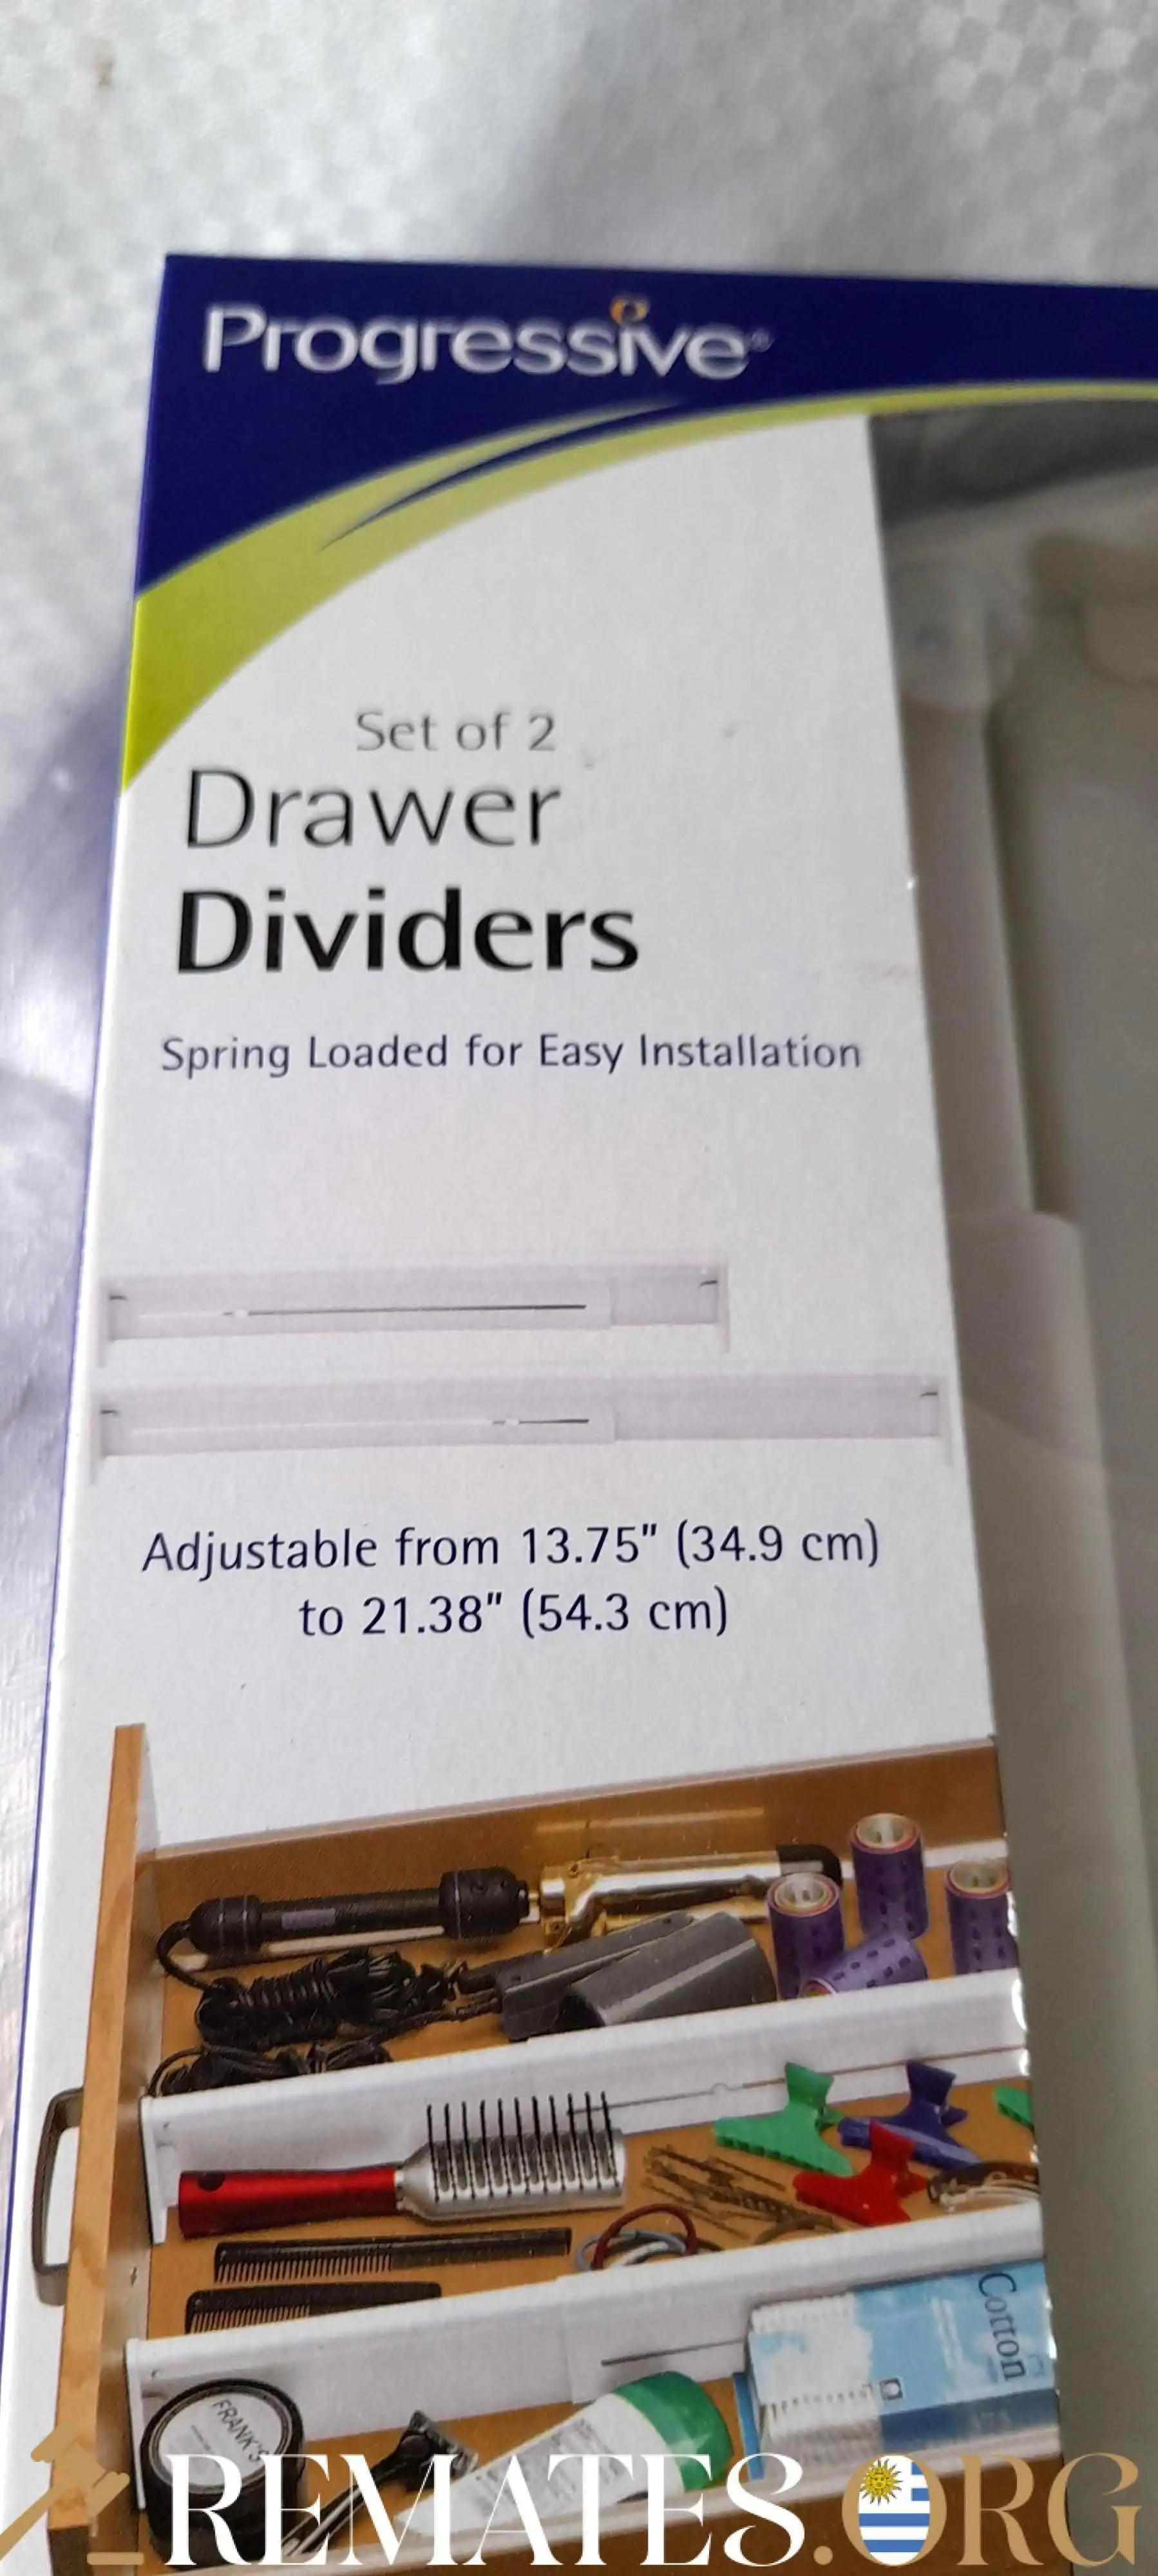 Progressive®
Set of 2
Drawer
Dividers
Spring Loaded for Easy Installation
Adjustable from 13.75" (34.9 cm)
to 21.38" (54.3 cm)
Cotton
FRANK'S
REMATES.ORG